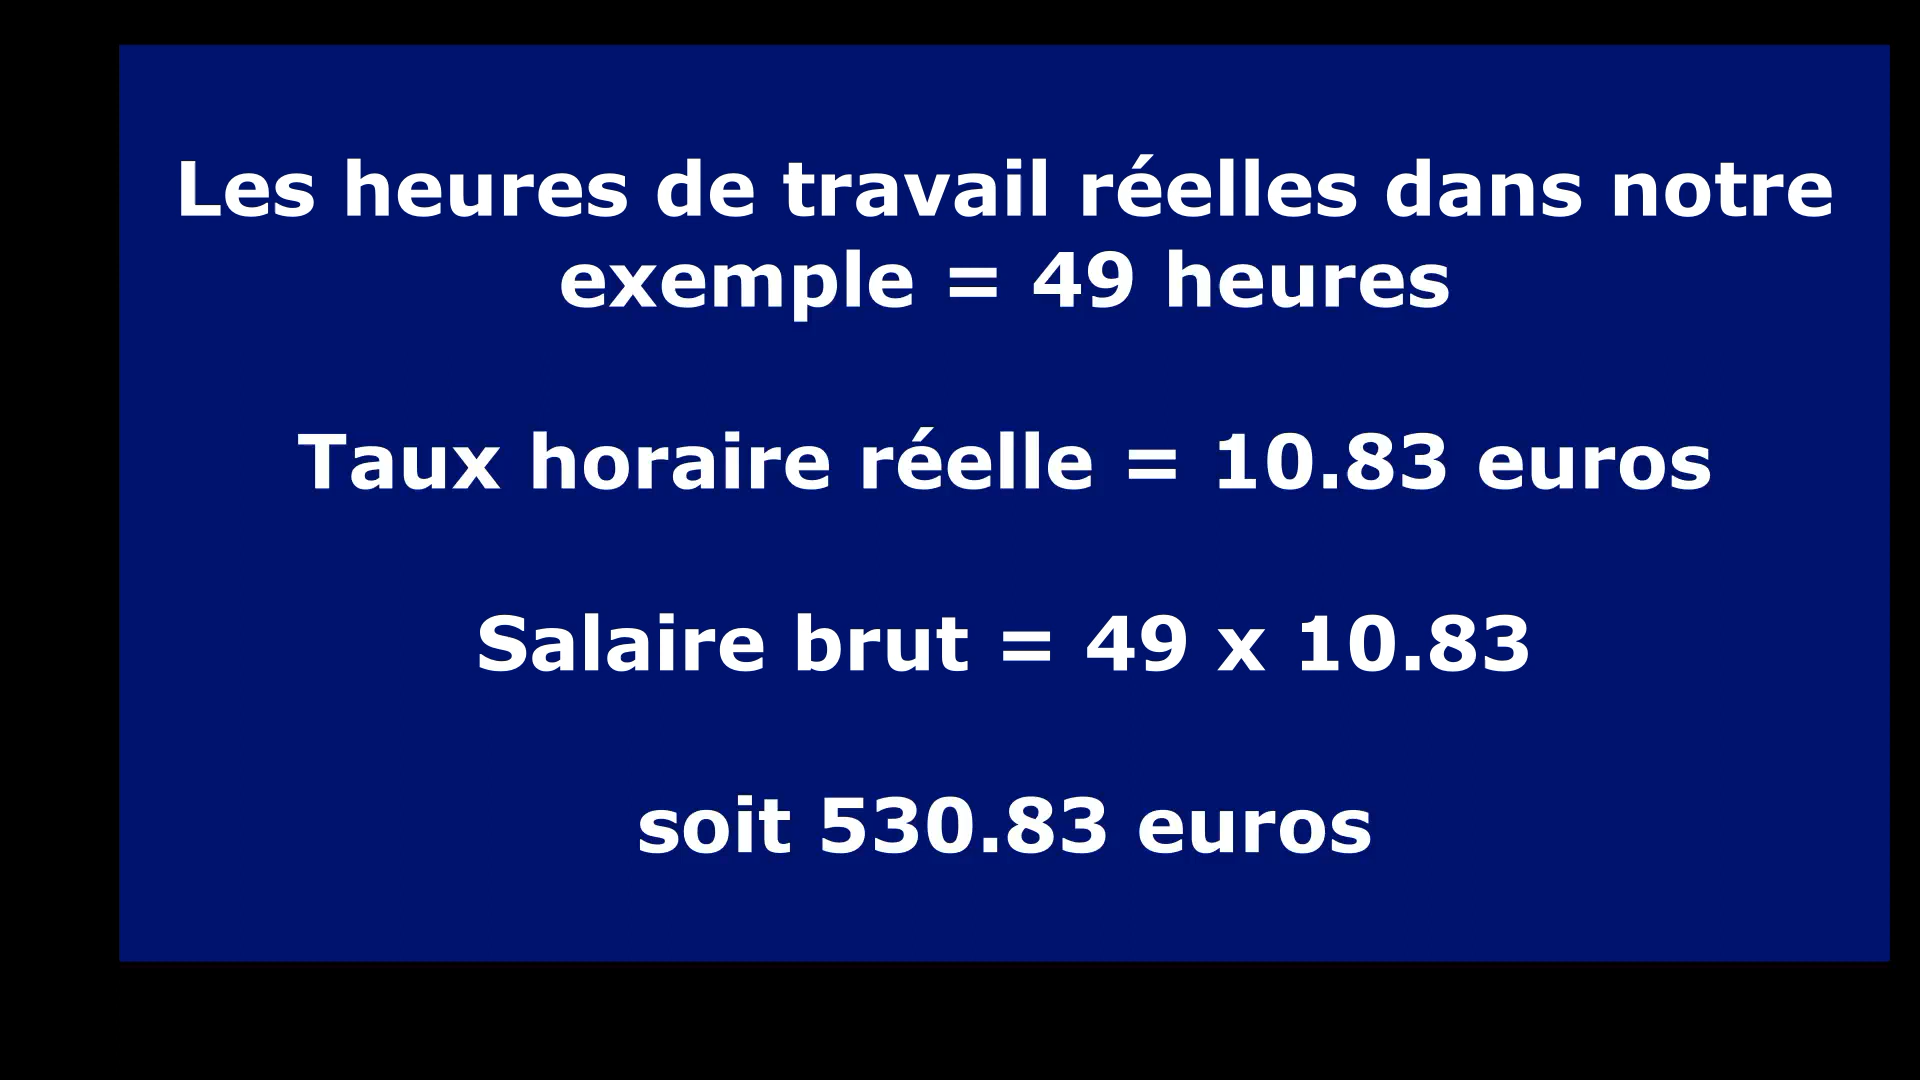 Les heures de travail réelles dans notre
exemple = 49 heures
Taux horaire réelle = 10.83 euros
Salaire brut = 49 x 10.83
soit 530.83 euros